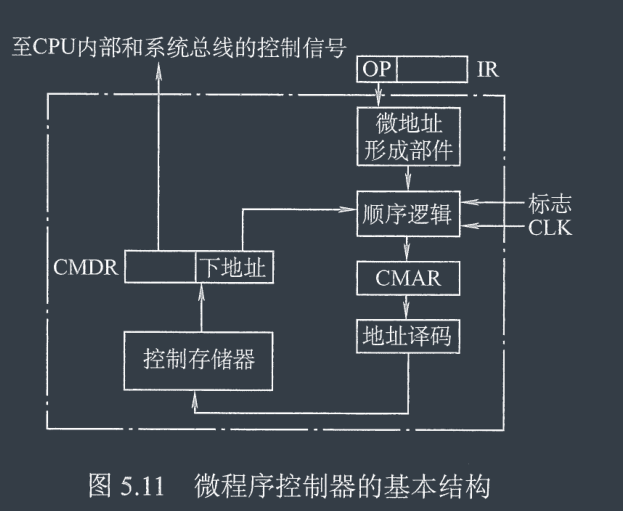 至CPU内部和系统总线的控制信号
OP
IR
微地址
形成部件
顺序逻辑
标志
CLK
CMDR
下地址
CMAR
控制存储器
地址译码
图 5.11 微程序控制器的基本结构